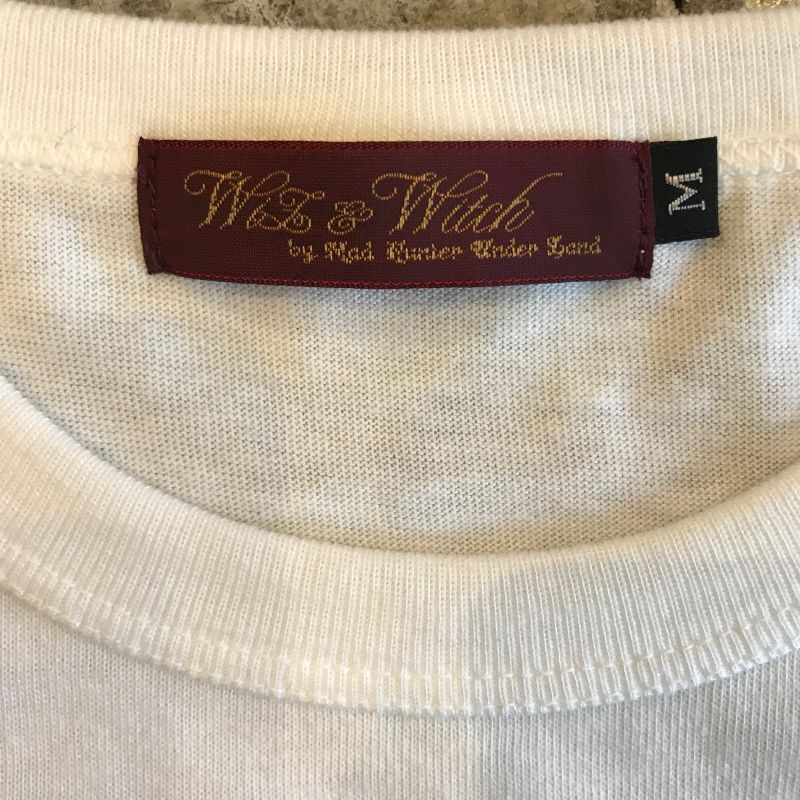 Wiz & Witch
by Mad Hunter Under Land
M